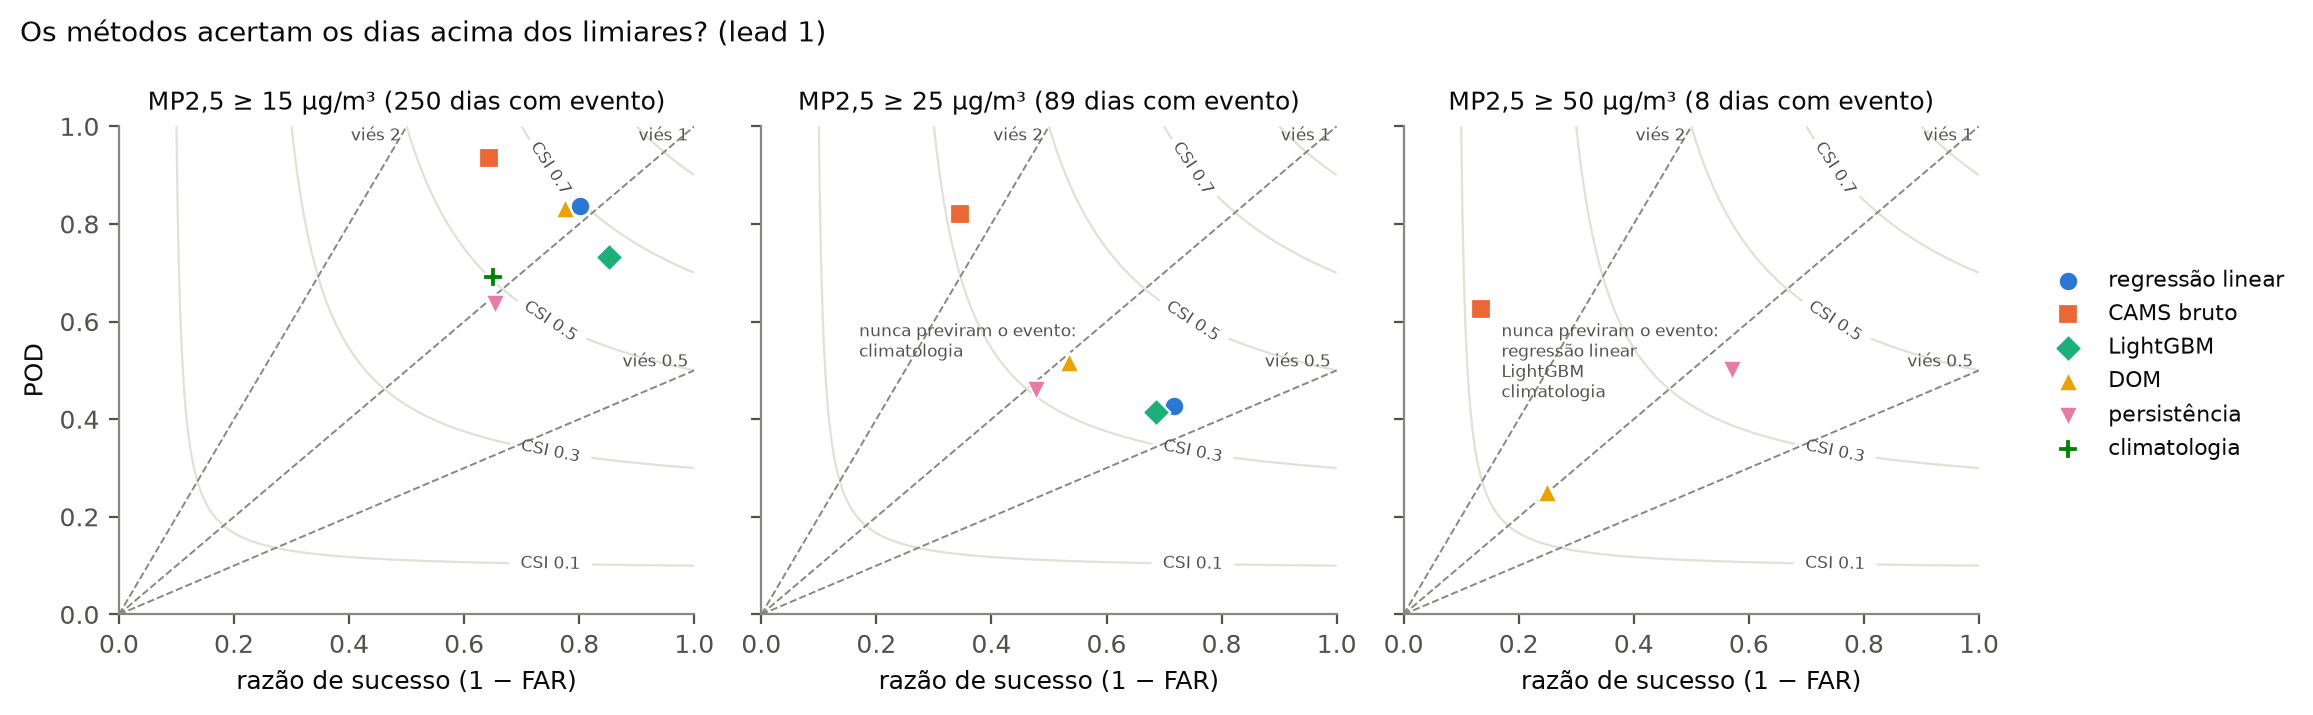 Os métodos acertam os dias acima dos limiares? (lead 1)
MP2,5 ≥ 15 µg/m³ (250 dias com evento)
viés 2
viés 1
CSI 0.7
CSI 0.5
viés 0.5
CSI 0.3
CSI 0.1
1.0
0.8
0.6
0.4
0.2
0.0
POD
0.0 0.2 0.4 0.6 0.8 1.0
razão de sucesso (1 − FAR)
MP2,5 ≥ 25 µg/m³ (89 dias com evento)
viés 2
viés 1
CSI 0.7
nunca previram o evento:
climatologia
CSI 0.5
viés 0.5
CSI 0.3
CSI 0.1
0.0 0.2 0.4 0.6 0.8 1.0
razão de sucesso (1 − FAR)
MP2,5 ≥ 50 µg/m³ (8 dias com evento)
viés 2
viés 1
CSI 0.7
nunca previram o evento:
regressão linear
LightGBM
climatologia
CSI 0.5
viés 0.5
CSI 0.3
CSI 0.1
0.0 0.2 0.4 0.6 0.8 1.0
razão de sucesso (1 − FAR)
regressão linear
CAMS bruto
LightGBM
DOM
persistência
climatologia